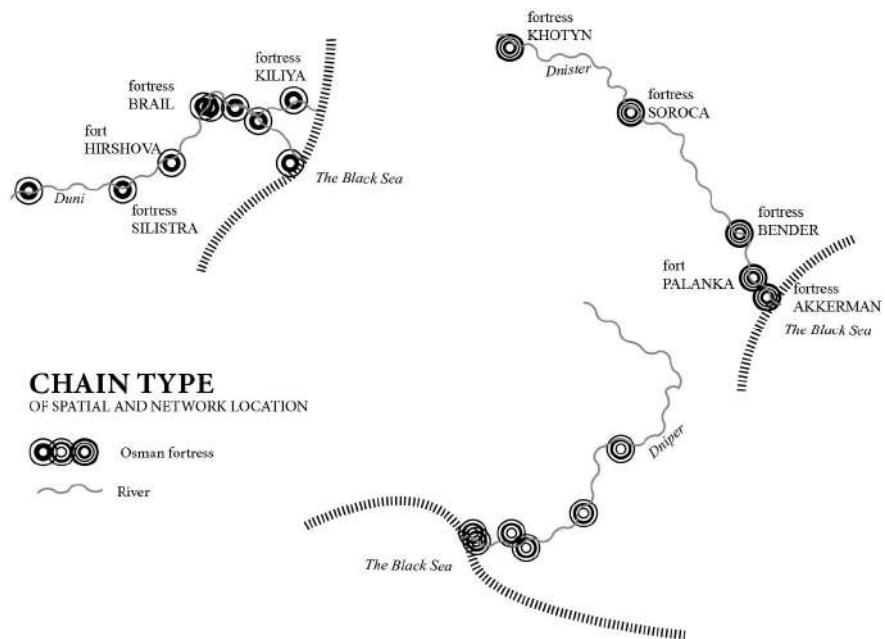 fortress
KHOTYN
Dnister
fortress
SOROCA
fortress
BENDER
fort
PALANKA
fortress
AKKERMAN
The Black Sea
fortress
KILIYA
fortress
BRAIL
fort
HIRSHOVA
Duni
fortress
SILISTRA
The Black Sea
Dniper
The Black Sea
CHAIN TYPE
OF SPATIAL AND NETWORK LOCATION
Osman fortress
River